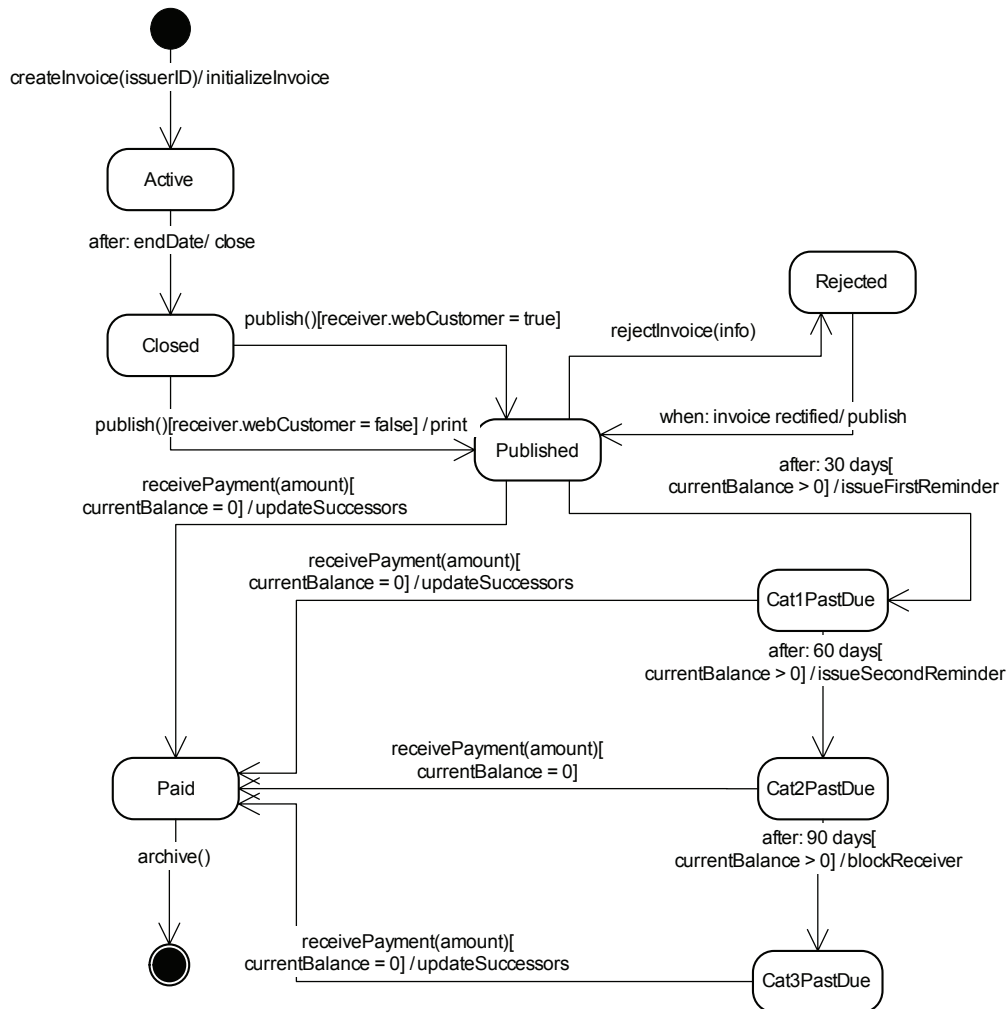 createInvoice(issuerID)/ initializeInvoice
Active
after: endDate/ close
Rejected
publish()[receiver.webCustomer = true]
rejectInvoice(info)
Closed
publish()[receiver.webCustomer = false] / print
when: invoice rectified/ publish
Published
after: 30 days[
currentBalance > 0] / issueFirstReminder
receivePayment(amount)[
currentBalance = 0] / updateSuccessors
receivePayment(amount)[
currentBalance = 0] / updateSuccessors
Cat1PastDue
after: 60 days[
currentBalance > 0] / issueSecondReminder
receivePayment(amount)[
currentBalance = 0]
Paid
Cat2PastDue
after: 90 days[
currentBalance > 0] / blockReceiver
archive()
receivePayment(amount)[
currentBalance = 0] / updateSuccessors
Cat3PastDue